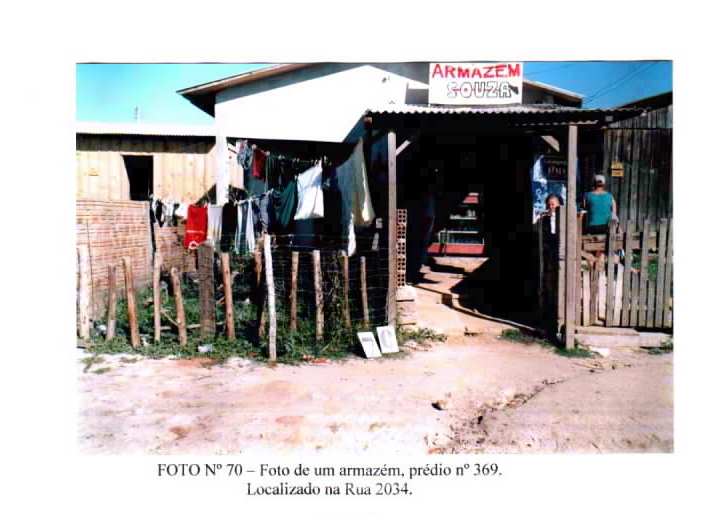 ARMAZEM
SOUZA
FOTO Nº 70 – Foto de um armazém, prédio nº 369.
Localizado na Rua 2034.